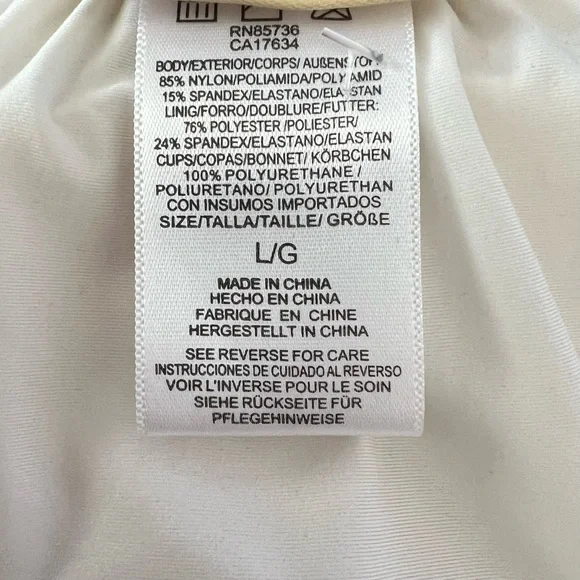 RN85736
CA17634
BODY/EXTERIOR/CORPS/ AUßENSTOFF
85% NYLON/POLIAMIDA/POLYAMID
15% SPANDEX/ELASTANO/ELASTAN
LINIG/FORRO/DOUBLURE/FUTTER:
76% POLYESTER /POLIESTER/
24% SPANDEX/ELASTANO/ELASTAN
CUPS/COPAS/BONNET/ KÖRBCHEN
100% POLYURETHANE /
POLIURETANO/ POLYURETHAN
CON INSUMOS IMPORTADOS
SIZE/TALLA/TAILLE/ GRÖßE
L/G
MADE IN CHINA
HECHO EN CHINA
FABRIQUE EN CHINE
HERGESTELLT IN CHINA
SEE REVERSE FOR CARE
INSTRUCCIONES DE CUIDADO AL REVERSO
VOIR L'INVERSE POUR LE SOIN
SIEHE RÜCKSEITE FÜR
PFLEGEHINWEISE